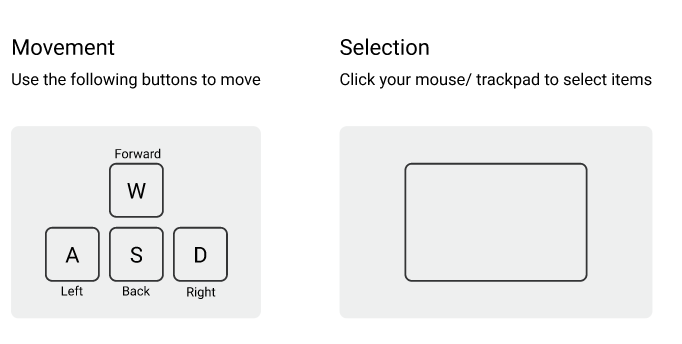 Movement
Use the following buttons to move
Forward
W
A S D
Left Back Right
Selection
Click your mouse/ trackpad to select items